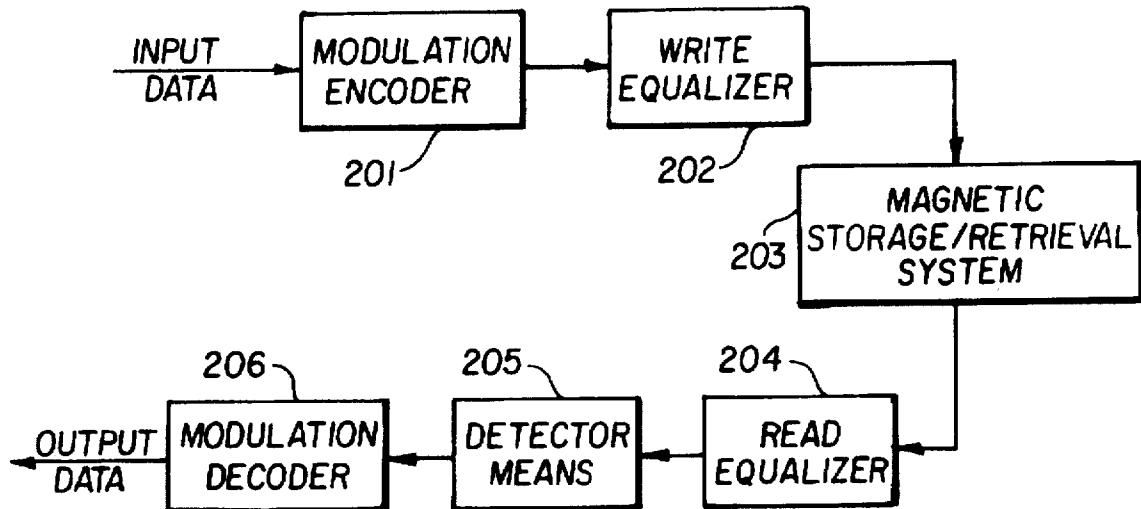 INPUT
DATA
MODULATION
ENCODER
201
WRITE
EQUALIZER
202
MAGNETIC
STORAGE/RETRIEVAL
SYSTEM
203
204
READ
EQUALIZER
205
DETECTOR
MEANS
206
MODULATION
DECODER
OUTPUT
DATA